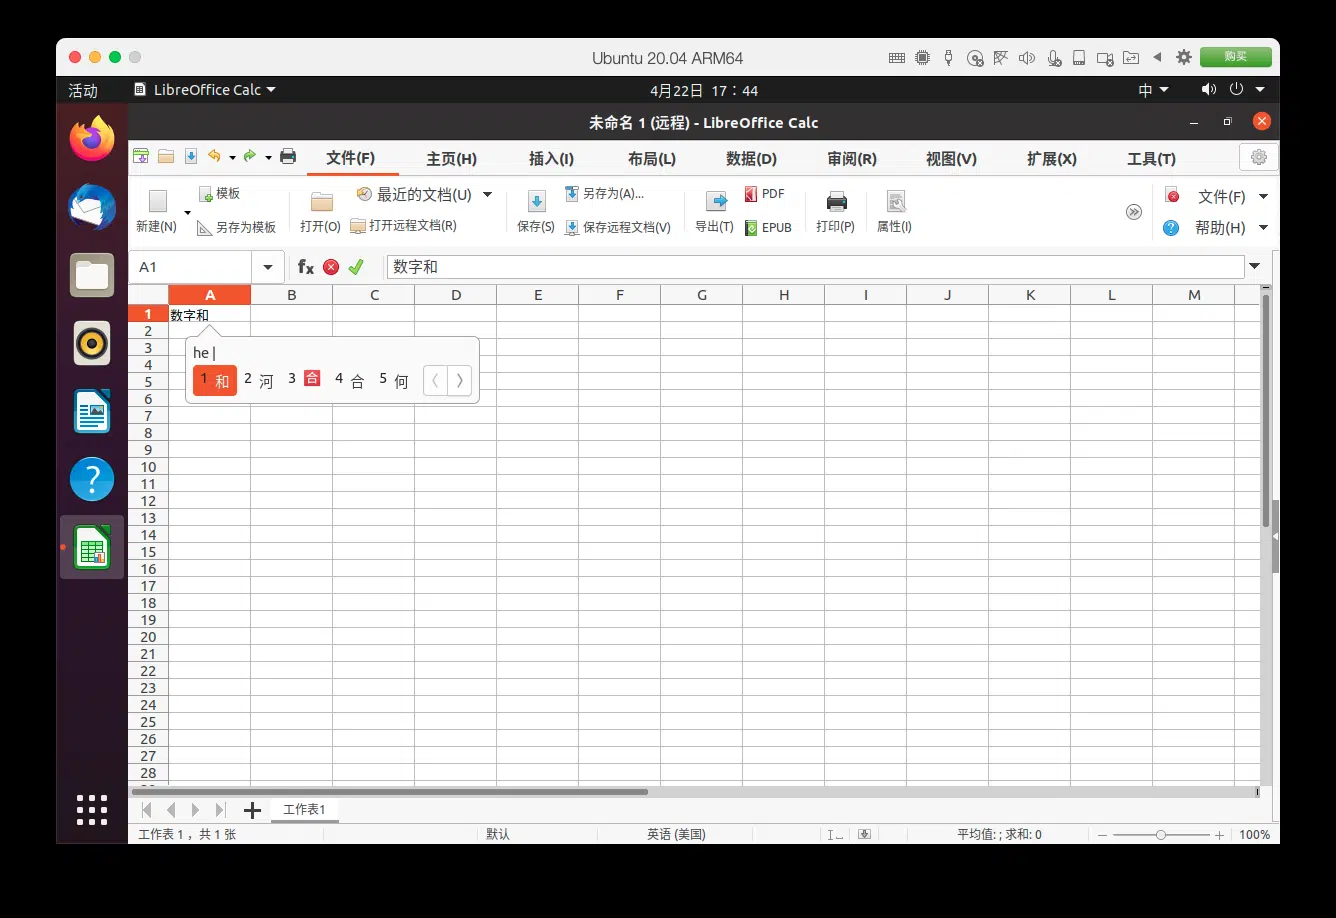 Ubuntu 20.04 ARM64
购买
活动
LibreOffice Calc
4月22日 17：44
中
未命名 1 (远程) - LibreOffice Calc
文件(F)
主页(H)
插入(I)
布局(L)
数据(D)
审阅(R)
视图(V)
扩展(X)
工具(T)
模板
最近的文档(U)
另存为(A)...
PDF
文件(F)
新建(N)
另存为模板
打开(O)
打开远程文档(R)
保存(S)
保存远程文档(V)
导出(T)
EPUB
打印(P)
属性(I)
帮助(H)
A1
fx
数字和
A B C D E F G H I J K L M
1 数字和
2
3
4
5
6
7
8
9
10
11
12
13
14
15
16
17
18
19
20
21
22
23
24
25
26
27
28
he
1 和 2 河 3 合 4 合 5 何
工作表1
工作表 1 ，共 1 张
默认
英语 (美国)
平均值: ; 求和: 0
100%